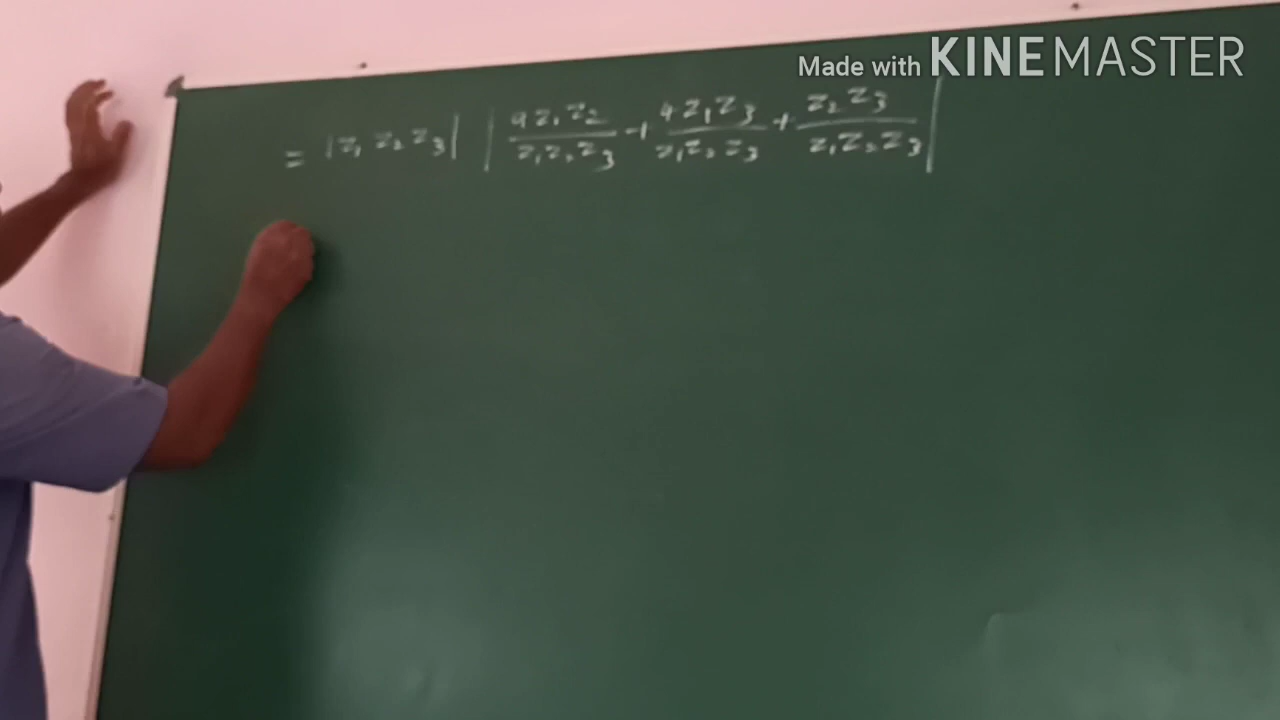 Made with KINEMASTER
= |z₁ z₂ z₃| | 9z₁z₂/z₁z₂z₃ + 4z₁z₃/z₁z₂z₃ + z₂z₃/z₁z₂z₃ |